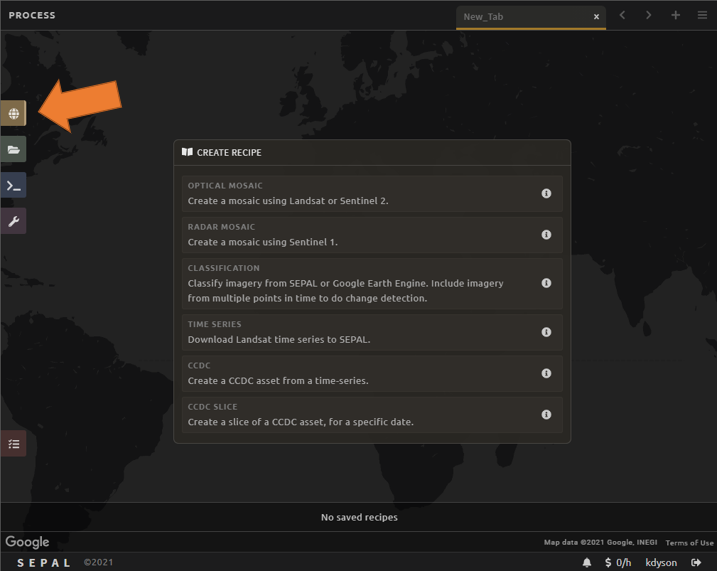 PROCESS
New_Tab
CREATE RECIPE
OPTICAL MOSAIC
Create a mosaic using Landsat or Sentinel 2.
RADAR MOSAIC
Create a mosaic using Sentinel 1.
CLASSIFICATION
Classify imagery from SEPAL or Google Earth Engine. Include imagery
from multiple points in time to do change detection.
TIME SERIES
Download Landsat time series to SEPAL.
CCDC
Create a CCDC asset from a time-series.
CCDC SLICE
Create a slice of a CCDC asset, for a specific date.
No saved recipes
Google
Map data ©2021 Google, INEGI Terms of Use
SEPAL ©2021 $ 0/h kdyson